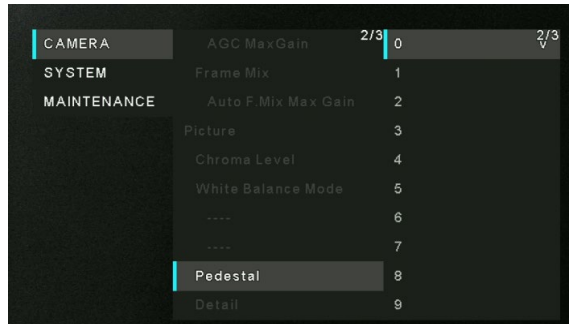 CAMERA
SYSTEM
MAINTENANCE
2/3
AGC MaxGain
Frame Mix
Auto F.Mix Max Gain
Picture
Chroma Level
White Balance Mode
----
----
Pedestal
Detail
2/3
0
1
2
3
4
5
6
7
8
9